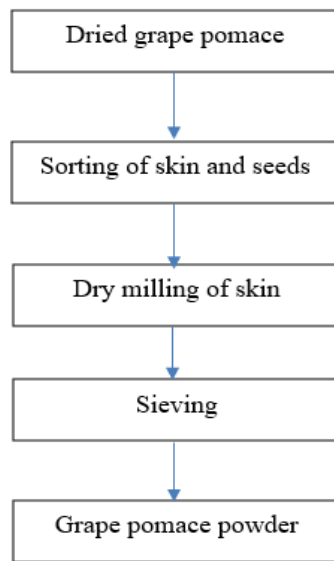 Dried grape pomace
Sorting of skin and seeds
Dry milling of skin
Sieving
Grape pomace powder